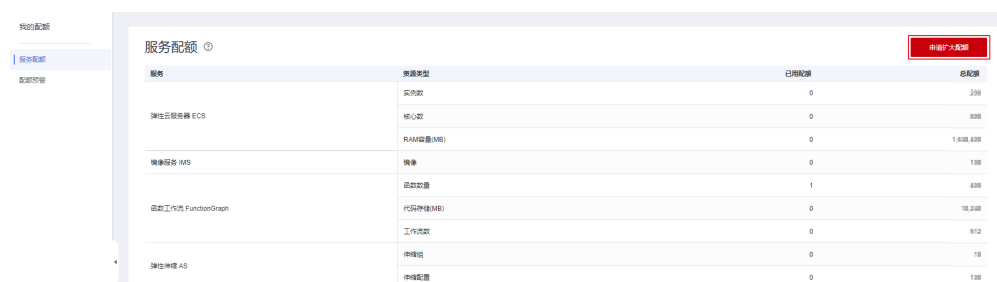 我的配额
服务配额
配额预警
服务配额
申请扩大配额
服务 资源类型 已用配额 总配额
弹性云服务器 ECS
实例数 0
核心数 0
RAM容量(MB) 0
镜像服务 IMS 镜像 0
函数工作流 FunctionGraph
函数数量 1
代码存储(MB) 0
工作流数 0
弹性伸缩 AS
伸缩组 0
伸缩配置 0